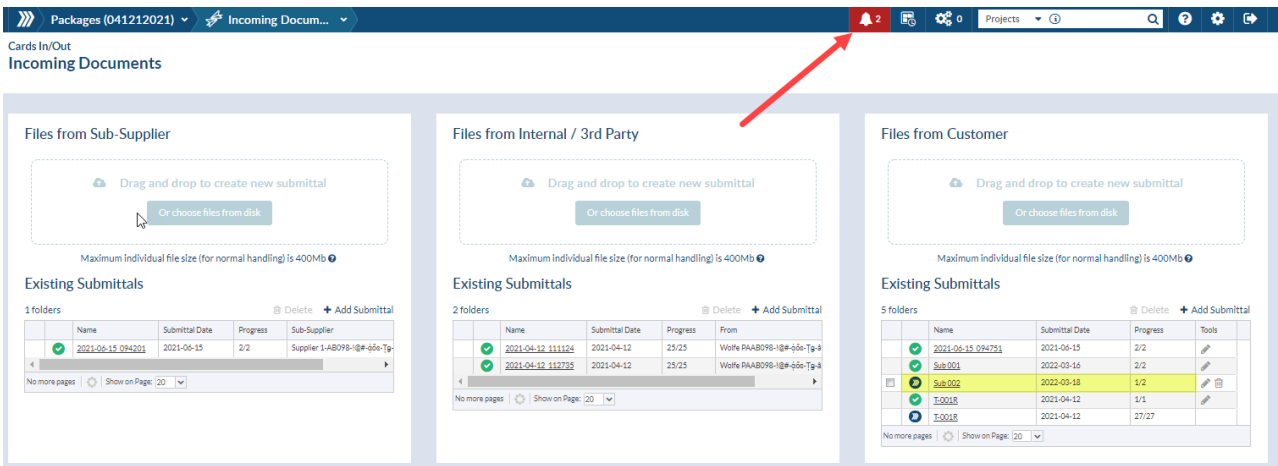 Packages (041212021) Incoming Docum... 2 0 Projects
Cards In/Out
Incoming Documents
Files from Sub-Supplier
Drag and drop to create new submittal
Or choose files from disk
Maximum individual file size (for normal handling) is 400Mb
Existing Submittals
1 folders Delete Add Submittal
Name Submittal Date Progress Sub-Supplier
2021-06-15 094201 2021-06-15 2/2 Supplier 1-AB098-!@#-
No more pages Show on Page: 20
Files from Internal / 3rd Party
Drag and drop to create new submittal
Or choose files from disk
Maximum individual file size (for normal handling) is 400Mb
Existing Submittals
2 folders Delete Add Submittal
Name Submittal Date Progress From
2021-04-12 111124 2021-04-12 25/25 Wolfe PAAB098-!@#-
2021-04-12 112735 2021-04-12 25/25 Wolfe PAAB098-!@#-
No more pages Show on Page: 20
Files from Customer
Drag and drop to create new submittal
Or choose files from disk
Maximum individual file size (for normal handling) is 400Mb
Existing Submittals
5 folders Delete Add Submittal
Name Submittal Date Progress Tools
2021-06-15 094751 2021-06-15 2/2
Sub 001 2022-03-16 2/2
Sub 002 2022-03-18 1/2
T-001R 2021-04-12 1/1
T-001R 2021-04-12 27/27
No more pages Show on Page: 20